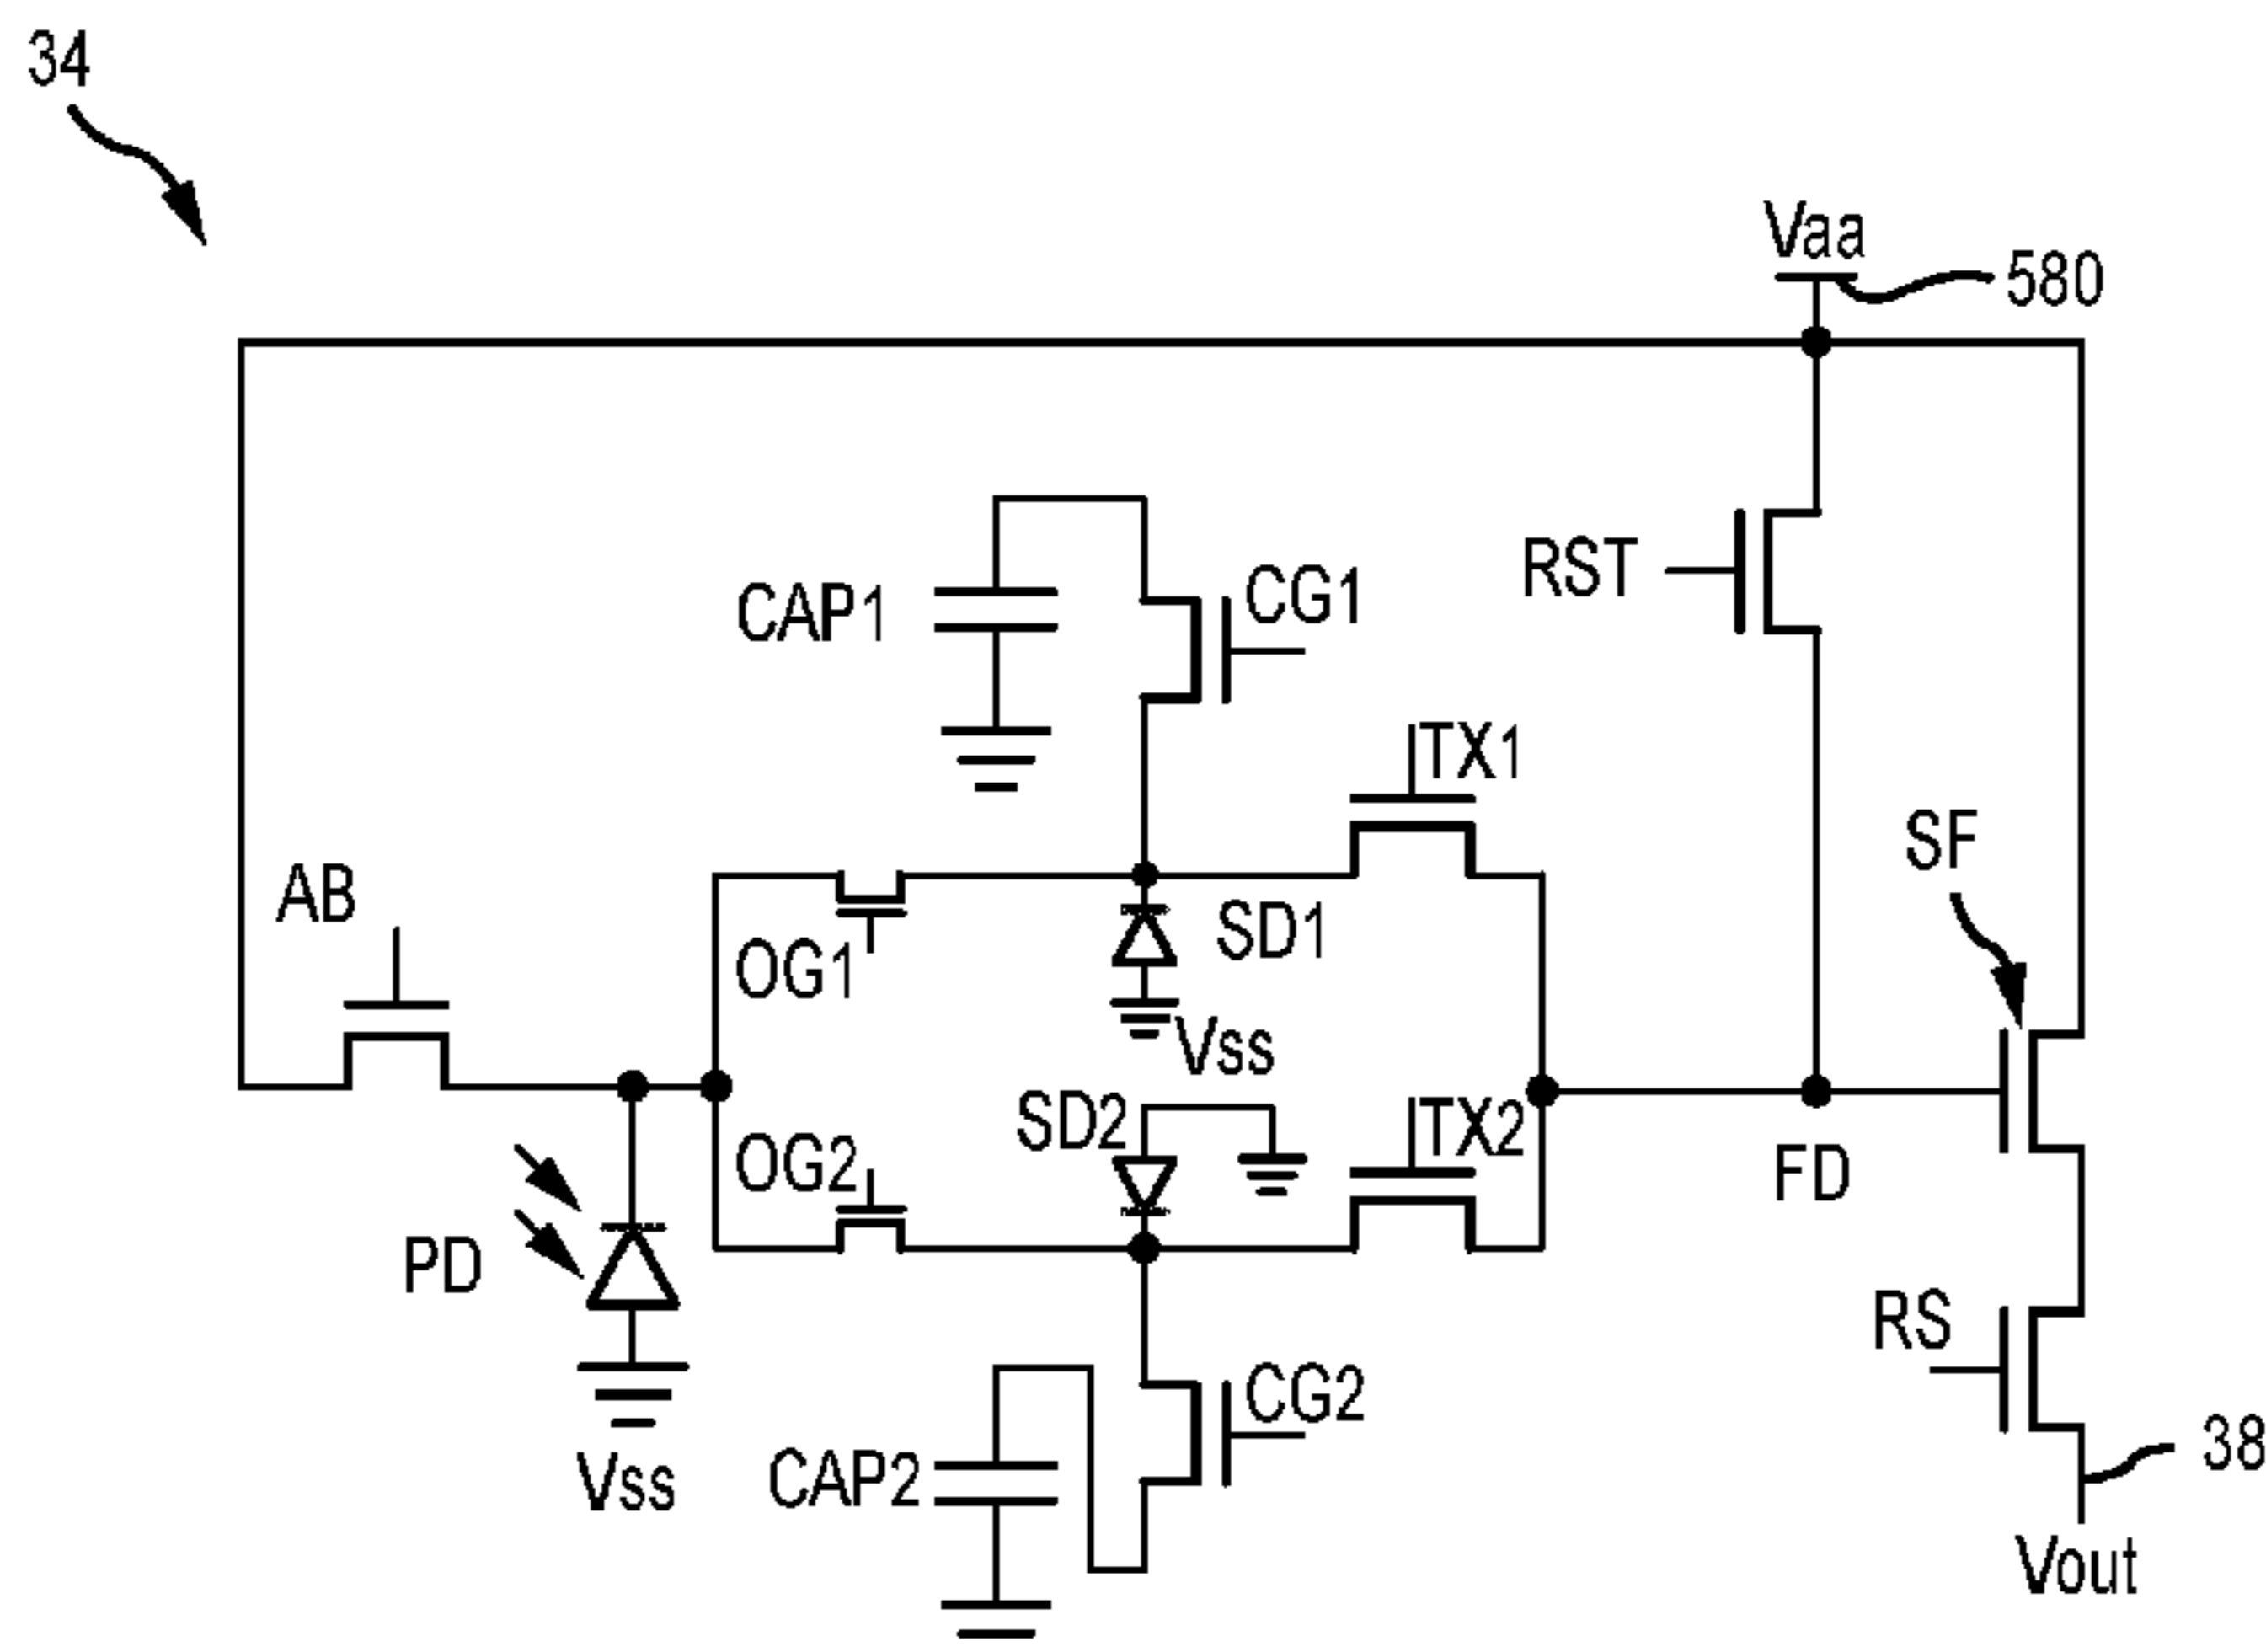 34
Vaa
580
RST
CG1
CAP1
TX1
SF
AB
SD1
OG1
Vss
SD2
TX2
OG2
FD
PD
RS
CG2
38
CAP2
Vss
Vout